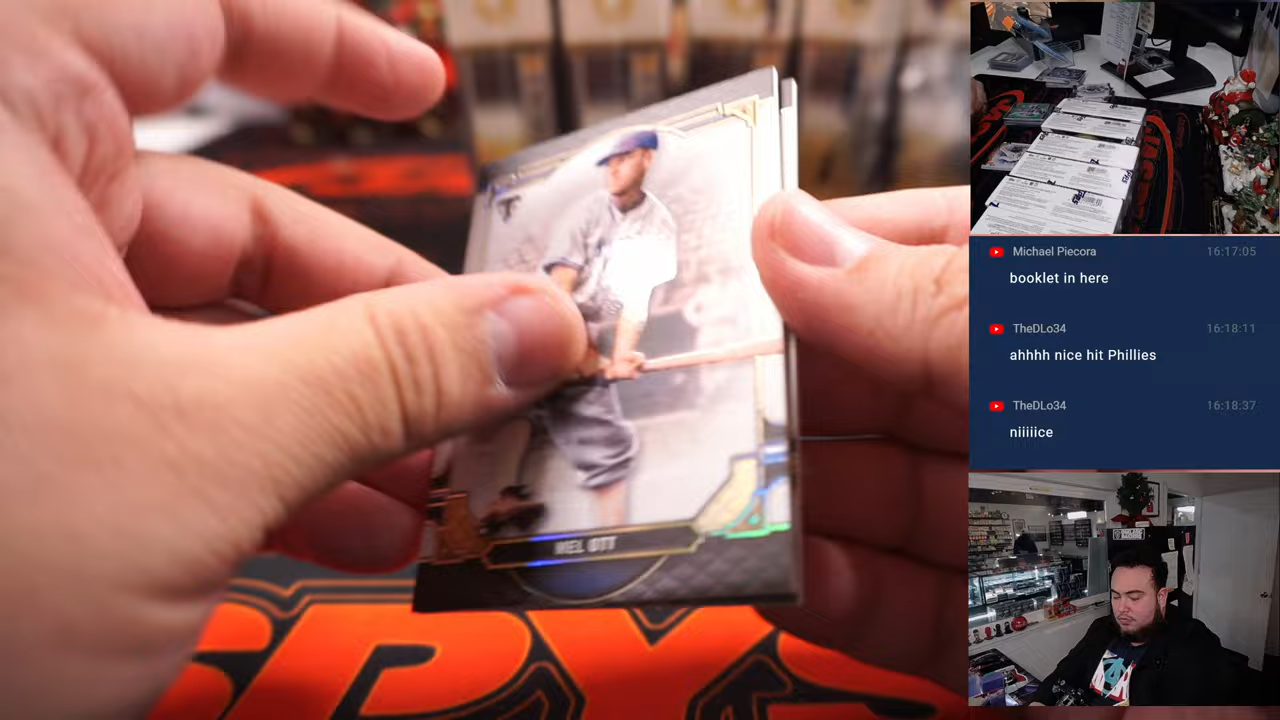 MEL OTT
SPY
Michael Piecora 16:17:05
booklet in here
TheDLo34 16:18:11
ahhhh nice hit Phillies
TheDLo34 16:18:37
niiiiice